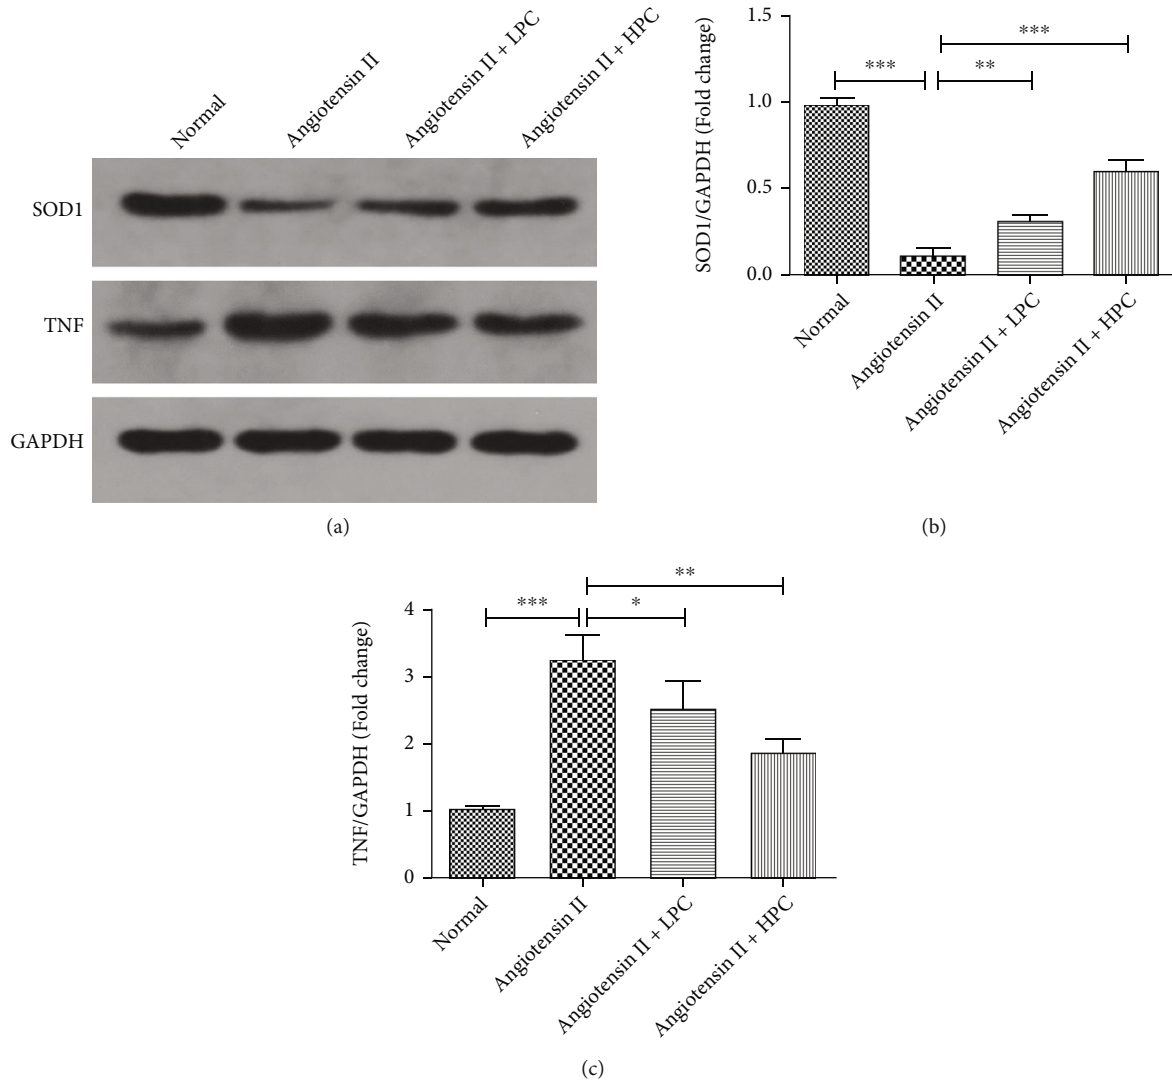 Normal
Angiotensin II
Angiotensin II + LPC
Angiotensin II + HPC
SOD1
TNF
GAPDH
(a)
SOD1/GAPDH (Fold change)
1.5
1.0
0.5
0.0
***
***
**
Normal
Angiotensin II
Angiotensin II + LPC
Angiotensin II + HPC
(b)
TNF/GAPDH (Fold change)
4
3
2
1
0
**
***
*
Normal
Angiotensin II
Angiotensin II + LPC
Angiotensin II + HPC
(c)